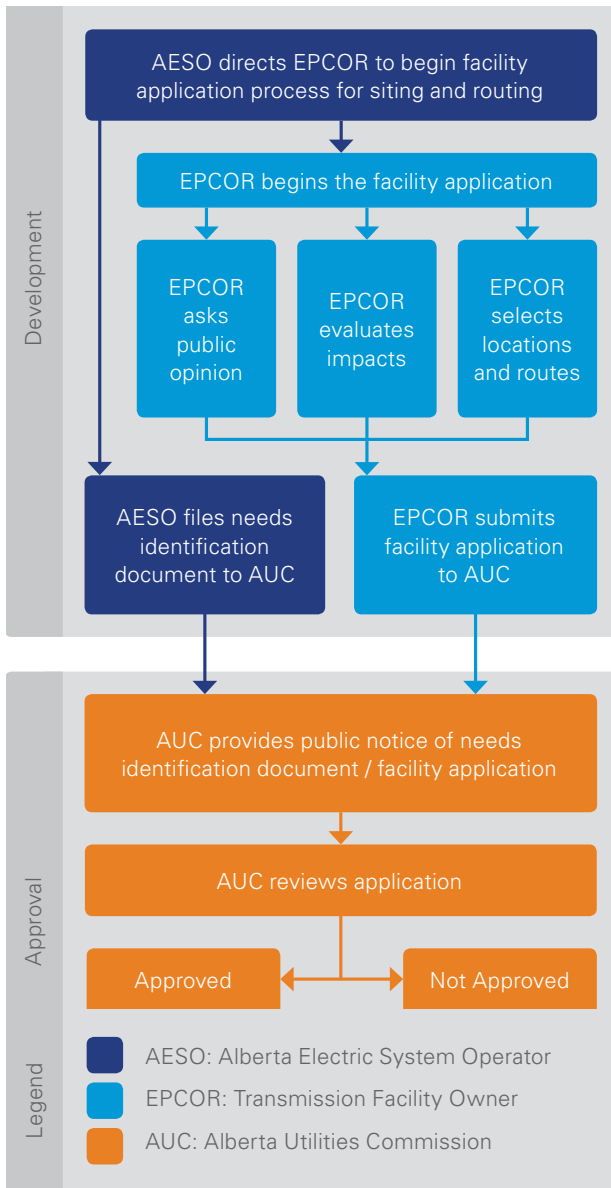 Development
AESO directs EPCOR to begin facility
application process for siting and routing
EPCOR begins the facility application
EPCOR
asks
public
opinion
EPCOR
evaluates
impacts
EPCOR
selects
locations
and routes
AESO files needs
identification
document to AUC
EPCOR submits
facility application
to AUC
Approval
AUC provides public notice of needs
identification document / facility application
AUC reviews application
Approved
Not Approved
Legend
AESO: Alberta Electric System Operator
EPCOR: Transmission Facility Owner
AUC: Alberta Utilities Commission